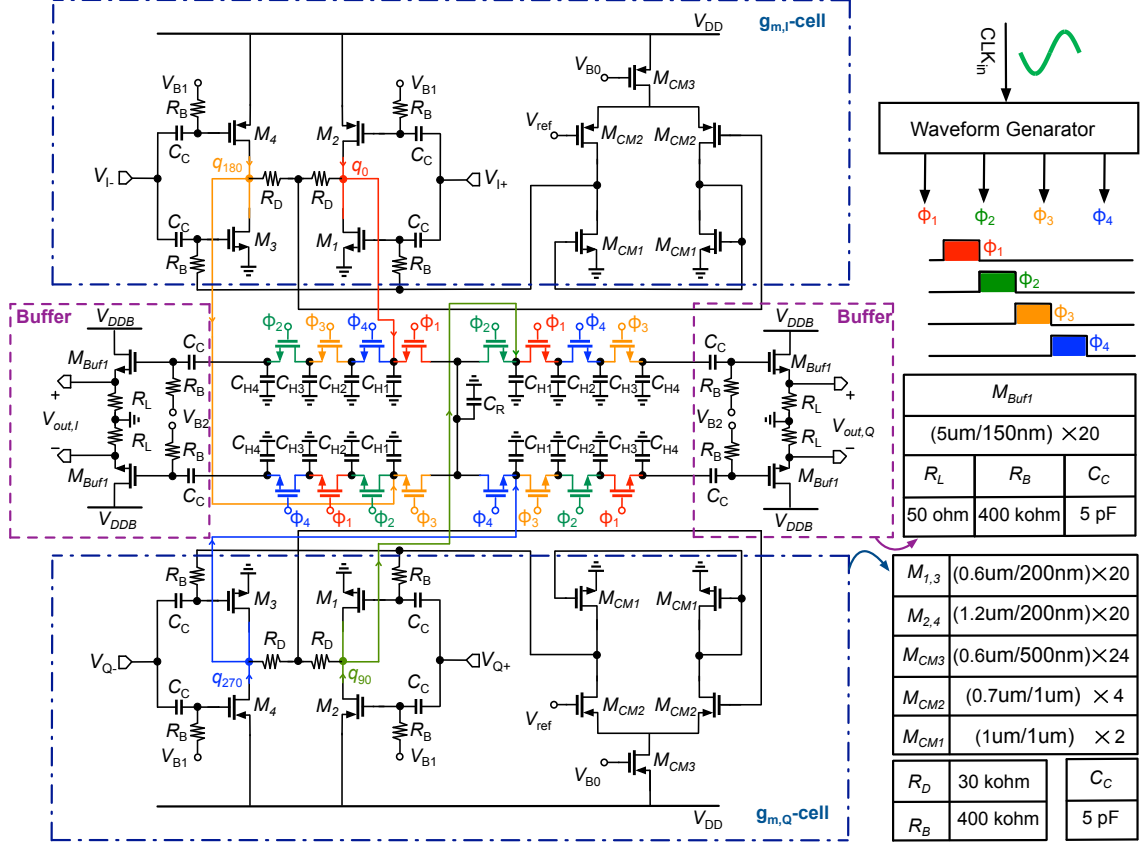 g_m,I-cell
V_DD
V_B1
V_B1
V_B0
M_CM3
R_B
R_B
M_4
M_2
V_ref
M_CM2
M_CM2
C_C
C_C
q_180
q_0
V_I-
V_I+
R_D
R_D
C_C
C_C
M_3
M_1
M_CM1
M_CM1
R_B
R_B
CLK_in
Waveform Genarator
Φ_1 Φ_2 Φ_3 Φ_4
Φ_1
Φ_2
Φ_3
Φ_4
Buffer
V_DDB
C_C
M_Buf1
R_B
R_L
V_out,I
V_B2
R_L
R_B
M_Buf1
C_C
V_DDB
+
−
Φ_2 Φ_3 Φ_4 Φ_1 Φ_2 Φ_1 Φ_4 Φ_3
C_H4 C_H3 C_H2 C_H1 C_H1 C_H2 C_H3 C_H4
C_R
C_H4 C_H3 C_H2 C_H1 C_H1 C_H2 C_H3 C_H4
Φ_4 Φ_1 Φ_2 Φ_3 Φ_4 Φ_3 Φ_2 Φ_1
Buffer
V_DDB
C_C
M_Buf1
R_B
R_L
V_B2
V_out,Q
R_B
R_L
C_C
M_Buf1
V_DDB
+
−
M_Buf1
(5um/150nm) ×20
R_L R_B C_C
50 ohm 400 kohm 5 pF
R_B
R_B
M_3
M_1
C_C
C_C
M_CM1
M_CM1
R_D
R_D
V_Q-
V_Q+
q_270
q_90
C_C
C_C
M_4
M_2
M_CM2
M_CM2
V_ref
R_B
R_B
V_B1
V_B1
V_B0
M_CM3
V_DD
g_m,Q-cell
M_1,3 (0.6um/200nm)×20
M_2,4 (1.2um/200nm)×20
M_CM3 (0.6um/500nm)×24
M_CM2 (0.7um/1um) × 4
M_CM1 (1um/1um) × 2
R_D 30 kohm
R_B 400 kohm
C_C
5 pF